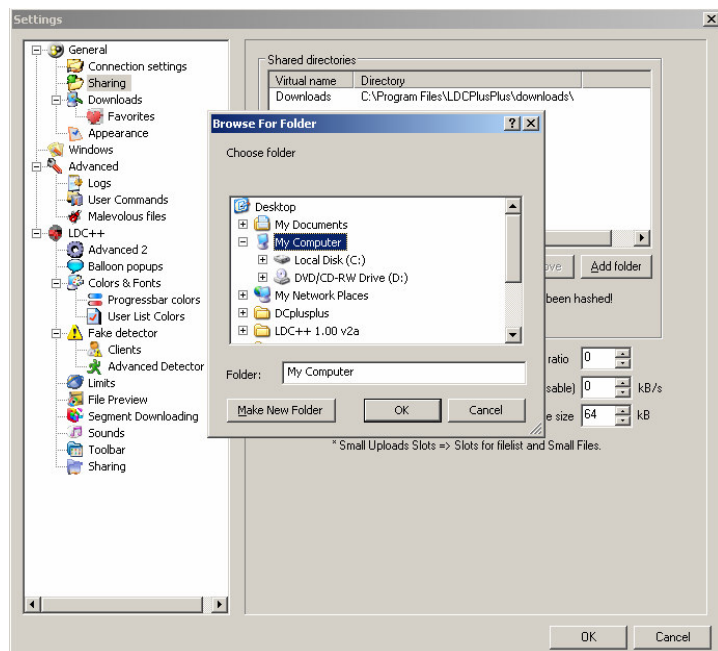 Settings
General
Connection settings
Sharing
Downloads
Favorites
Appearance
Windows
Advanced
Logs
User Commands
Malevolous files
LDC++
Advanced 2
Balloon popups
Colors & Fonts
Progressbar colors
User List Colors
Fake detector
Clients
Advanced Detector
Limits
File Preview
Segment Downloading
Sounds
Toolbar
Sharing
Shared directories
Virtual name Directory
Downloads C:\Program Files\LDCPlusPlus\downloads\
Browse For Folder
Choose folder
Desktop
My Documents
My Computer
Local Disk (C:)
DVD/CD-RW Drive (D:)
My Network Places
DCplusplus
LDC++ 1.00 v2a
Folder: My Computer
Make New Folder OK Cancel
Add folder
been hashed!
ratio 0
0 kB/s
size 64 kB
* Small Uploads Slots => Slots for filelist and Small Files.
OK Cancel